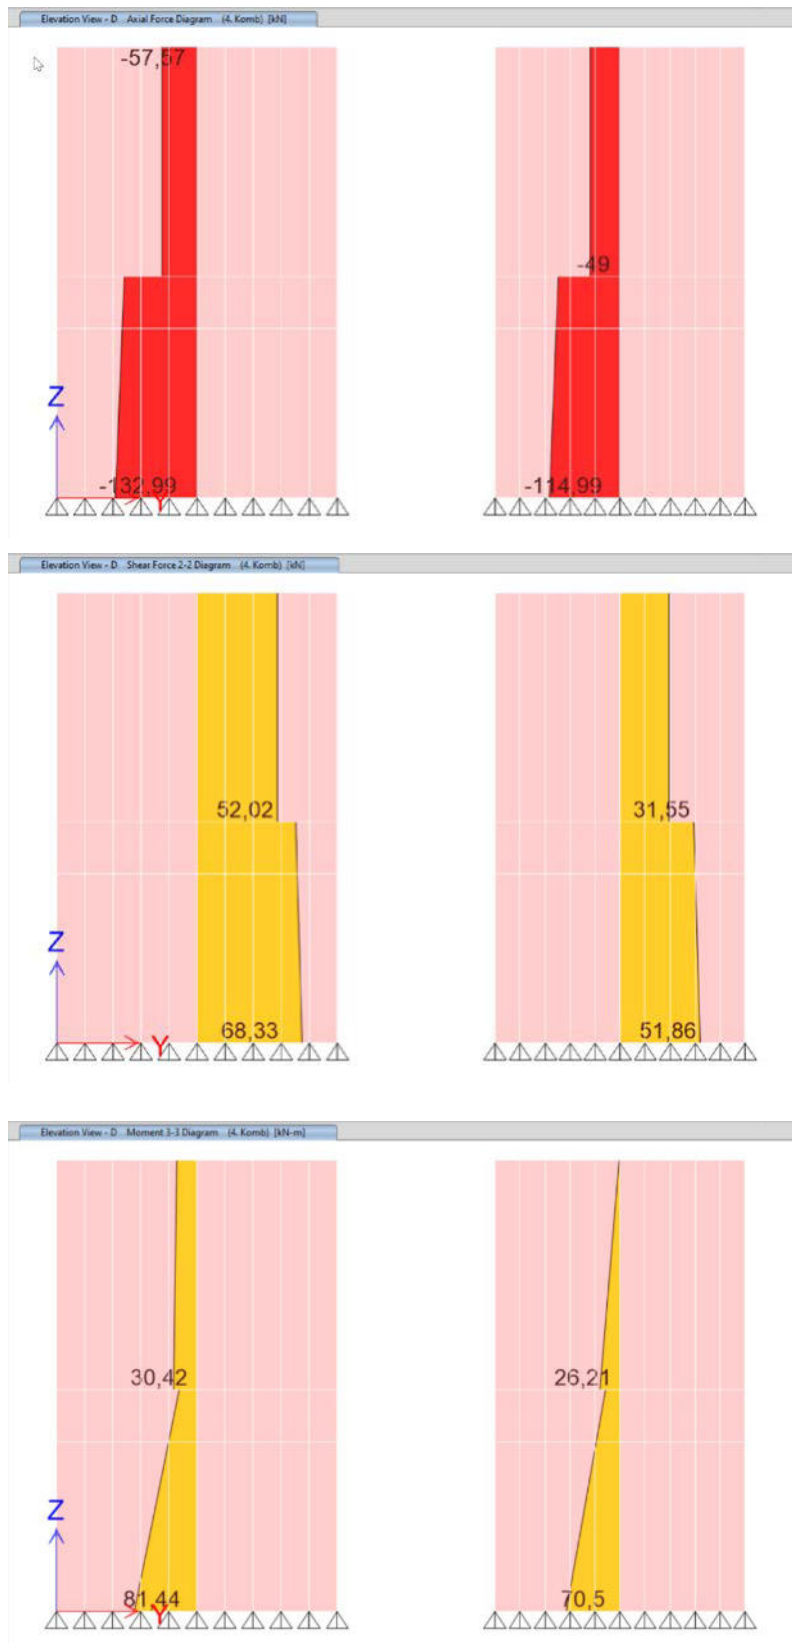 Elevation View - D Axial Force Diagram (4. Komb) [kN]
-57,57
-49
Z
-132,99
-114,99
Y
Elevation View - D Shear Force 2-2 Diagram (4. Komb) [kN]
52,02
31,55
Z
68,33
51,86
Y
Elevation View - D Moment 3-3 Diagram (4. Komb) [kN-m]
30,42
26,21
Z
81,44
70,5
Y